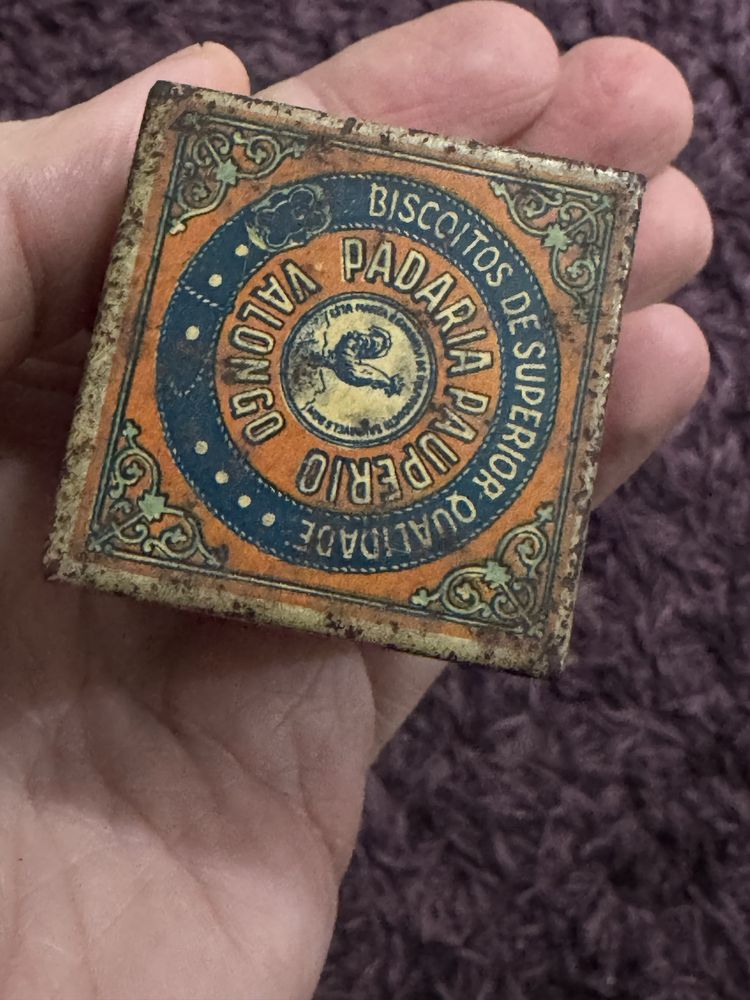 BISCOITOS DE SUPERIOR QUALIDADE
PADARIA PAUPERIO
VALONGO